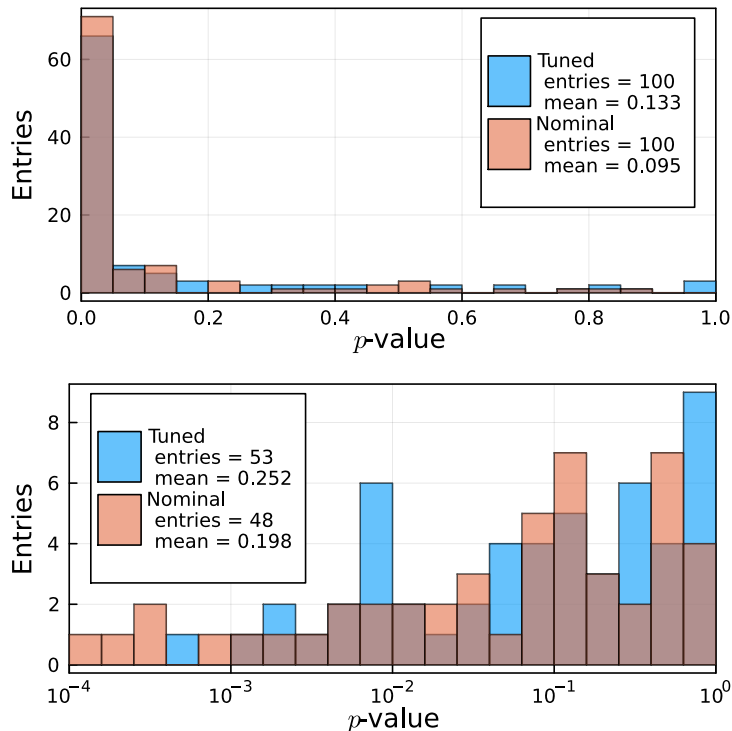 60
40
20
0
Entries
Tuned
entries = 100
mean = 0.133
Nominal
entries = 100
mean = 0.095
0.0 0.2 0.4 0.6 0.8 1.0
p-value
8
6
4
2
0
Entries
Tuned
entries = 53
mean = 0.252
Nominal
entries = 48
mean = 0.198
10⁻⁴ 10⁻³ 10⁻² 10⁻¹ 10⁰
p-value